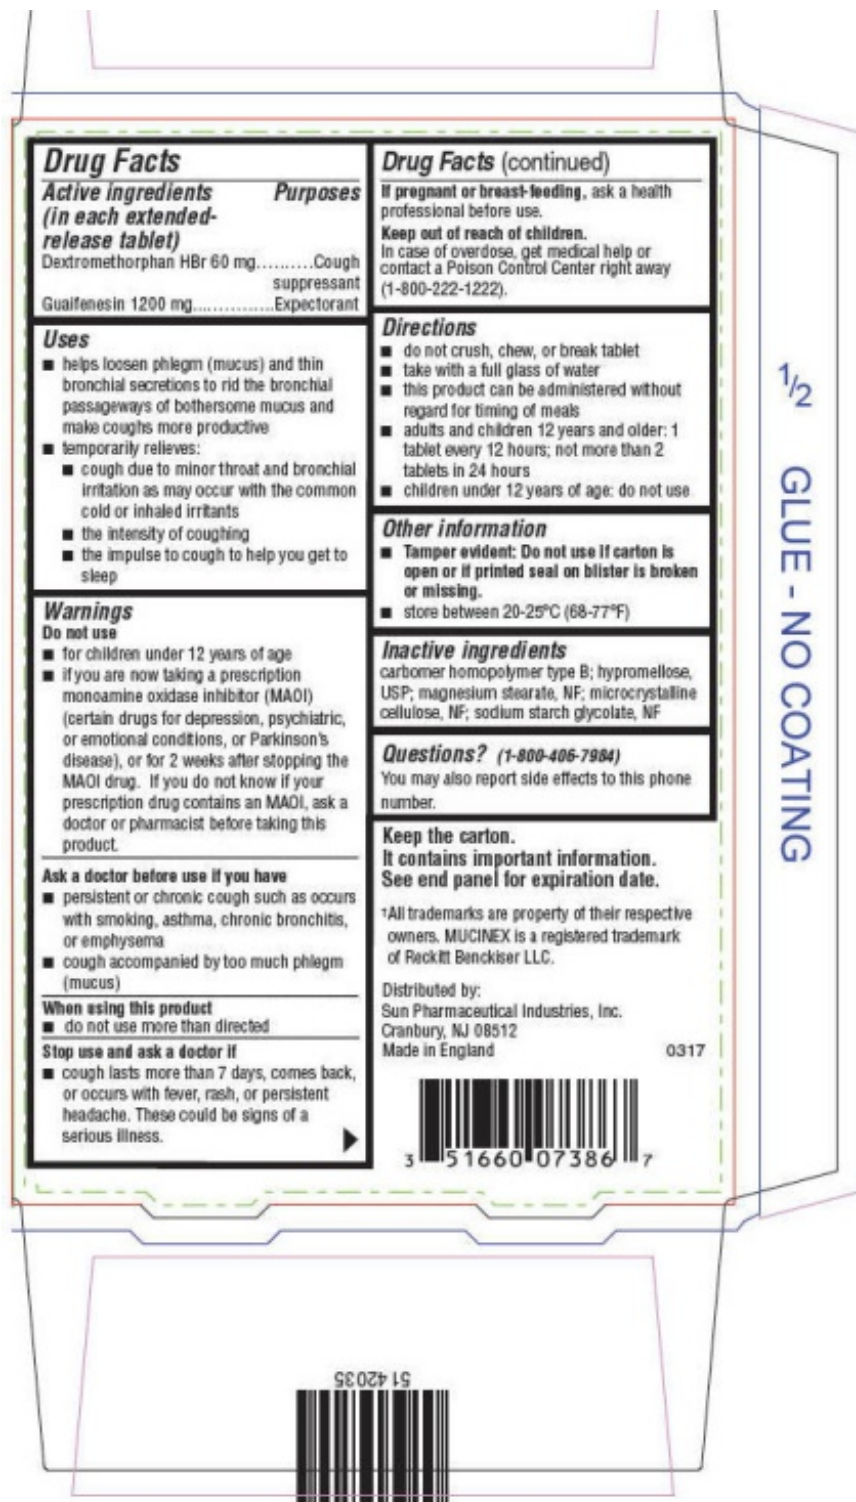 Drug Facts
Active ingredients Purposes
(in each extended-
release tablet)
Dextromethorphan HBr 60 mg..........Cough
suppressant
Guaifenesin 1200 mg..............Expectorant
Uses
■ helps loosen phlegm (mucus) and thin
bronchial secretions to rid the bronchial
passageways of bothersome mucus and
make coughs more productive
■ temporarily relieves:
■ cough due to minor throat and bronchial
irritation as may occur with the common
cold or inhaled irritants
■ the intensity of coughing
■ the impulse to cough to help you get to
sleep
Warnings
Do not use
■ for children under 12 years of age
■ if you are now taking a prescription
monoamine oxidase inhibitor (MAOI)
(certain drugs for depression, psychiatric,
or emotional conditions, or Parkinson's
disease), or for 2 weeks after stopping the
MAOI drug. If you do not know if your
prescription drug contains an MAOI, ask a
doctor or pharmacist before taking this
product.
Ask a doctor before use if you have
■ persistent or chronic cough such as occurs
with smoking, asthma, chronic bronchitis,
or emphysema
■ cough accompanied by too much phlegm
(mucus)
When using this product
■ do not use more than directed
Stop use and ask a doctor if
■ cough lasts more than 7 days, comes back,
or occurs with fever, rash, or persistent
headache. These could be signs of a
serious illness.
Drug Facts (continued)
If pregnant or breast-feeding, ask a health
professional before use.
Keep out of reach of children.
In case of overdose, get medical help or
contact a Poison Control Center right away
(1-800-222-1222).
Directions
■ do not crush, chew, or break tablet
■ take with a full glass of water
■ this product can be administered without
regard for timing of meals
■ adults and children 12 years and older: 1
tablet every 12 hours; not more than 2
tablets in 24 hours
■ children under 12 years of age: do not use
Other information
■ Tamper evident: Do not use if carton is
open or if printed seal on blister is broken
or missing.
■ store between 20-25°C (68-77°F)
Inactive ingredients
carbomer homopolymer type B; hypromellose,
USP; magnesium stearate, NF; microcrystalline
cellulose, NF; sodium starch glycolate, NF
Questions? (1-800-406-7984)
You may also report side effects to this phone
number.
Keep the carton.
It contains important information.
See end panel for expiration date.
†All trademarks are property of their respective
owners. MUCINEX is a registered trademark
of Reckitt Benckiser LLC.
Distributed by:
Sun Pharmaceutical Industries, Inc.
Cranbury, NJ 08512
Made in England 0317
3 51660 07386 7
1/2 GLUE - NO COATING
5142035